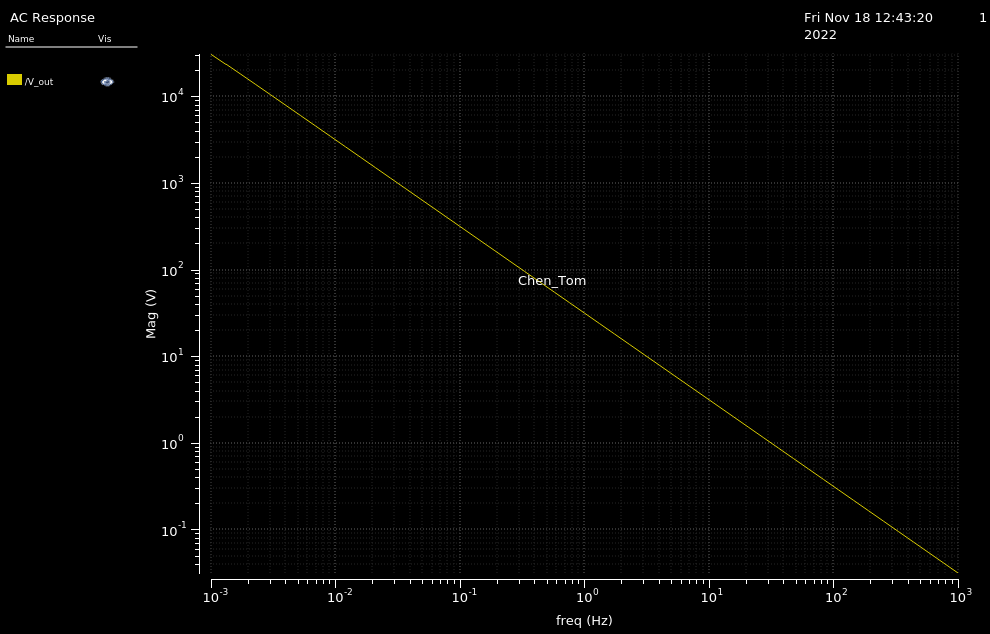 AC Response
Fri Nov 18 12:43:20 1
2022
Name Vis
/V_out
10^4
10^3
10^2
Chen_Tom
Mag (V)
10^1
10^0
10^-1
10^-3 10^-2 10^-1 10^0 10^1 10^2 10^3
freq (Hz)